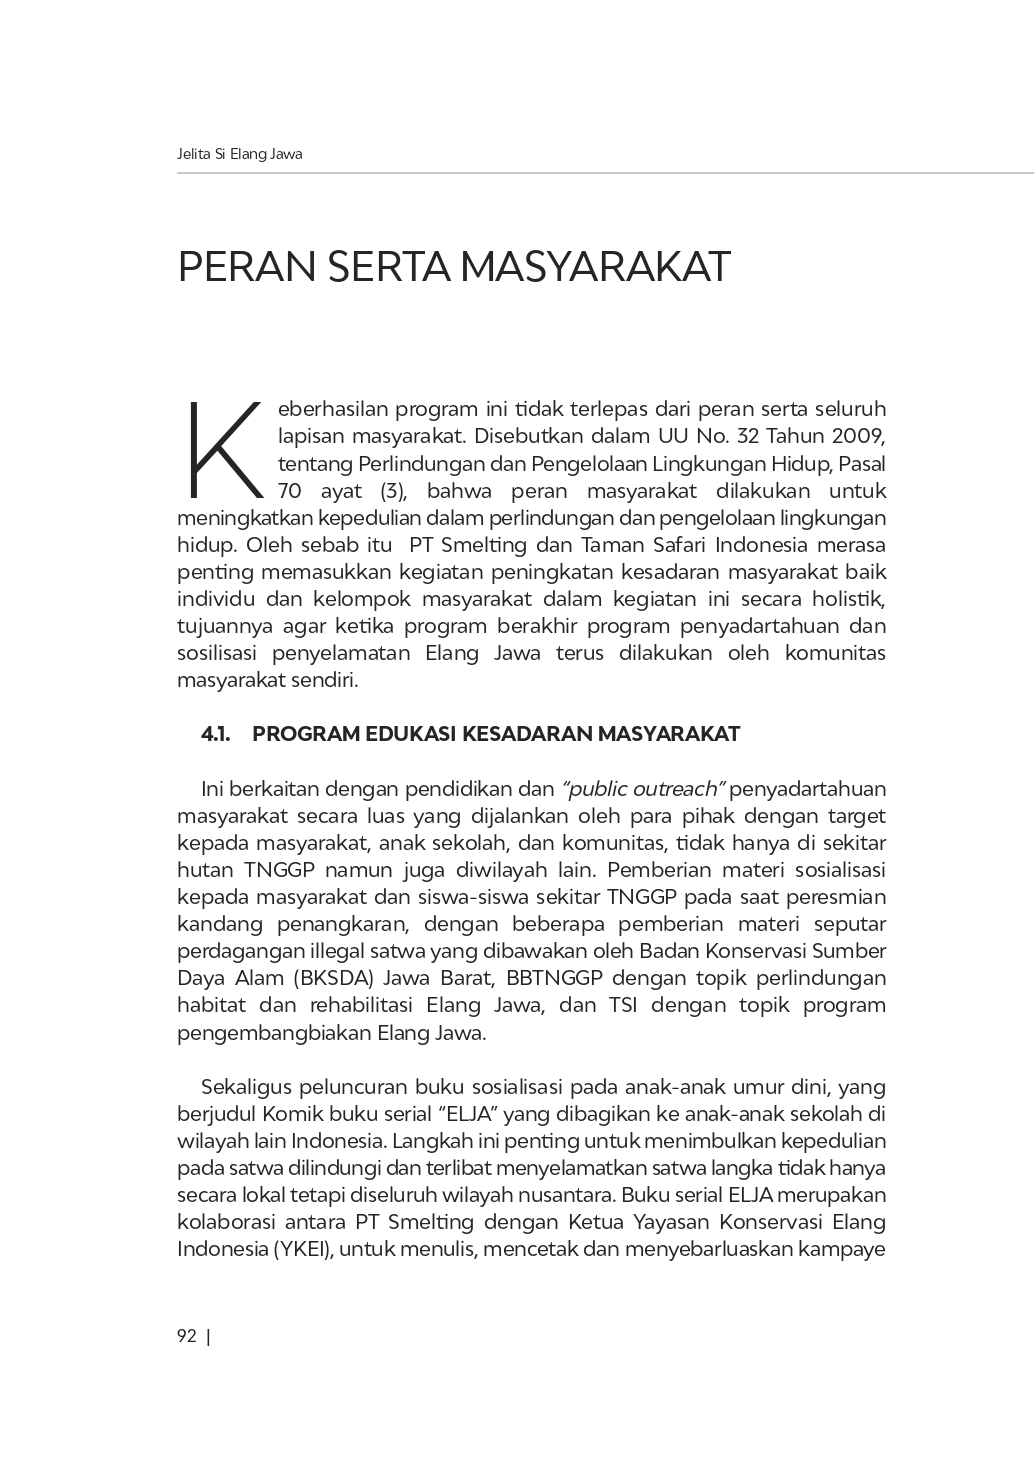 Jelita Si Elang Jawa
PERAN SERTA MASYARAKAT
Keberhasilan program ini tidak terlepas dari peran serta seluruh
lapisan masyarakat. Disebutkan dalam UU No. 32 Tahun 2009,
tentang Perlindungan dan Pengelolaan Lingkungan Hidup, Pasal
70 ayat (3), bahwa peran masyarakat dilakukan untuk
meningkatkan kepedulian dalam perlindungan dan pengelolaan lingkungan
hidup. Oleh sebab itu PT Smelting dan Taman Safari Indonesia merasa
penting memasukkan kegiatan peningkatan kesadaran masyarakat baik
individu dan kelompok masyarakat dalam kegiatan ini secara holistik,
tujuannya agar ketika program berakhir program penyadartahuan dan
sosilisasi penyelamatan Elang Jawa terus dilakukan oleh komunitas
masyarakat sendiri.
4.1. PROGRAM EDUKASI KESADARAN MASYARAKAT
Ini berkaitan dengan pendidikan dan “public outreach” penyadartahuan
masyarakat secara luas yang dijalankan oleh para pihak dengan target
kepada masyarakat, anak sekolah, dan komunitas, tidak hanya di sekitar
hutan TNGGP namun juga diwilayah lain. Pemberian materi sosialisasi
kepada masyarakat dan siswa-siswa sekitar TNGGP pada saat peresmian
kandang penangkaran, dengan beberapa pemberian materi seputar
perdagangan illegal satwa yang dibawakan oleh Badan Konservasi Sumber
Daya Alam (BKSDA) Jawa Barat, BBTNGGP dengan topik perlindungan
habitat dan rehabilitasi Elang Jawa, dan TSI dengan topik program
pengembangbiakan Elang Jawa.
Sekaligus peluncuran buku sosialisasi pada anak-anak umur dini, yang
berjudul Komik buku serial “ELJA” yang dibagikan ke anak-anak sekolah di
wilayah lain Indonesia. Langkah ini penting untuk menimbulkan kepedulian
pada satwa dilindungi dan terlibat menyelamatkan satwa langka tidak hanya
secara lokal tetapi diseluruh wilayah nusantara. Buku serial ELJA merupakan
kolaborasi antara PT Smelting dengan Ketua Yayasan Konservasi Elang
Indonesia (YKEI), untuk menulis, mencetak dan menyebarluaskan kampaye
92 |